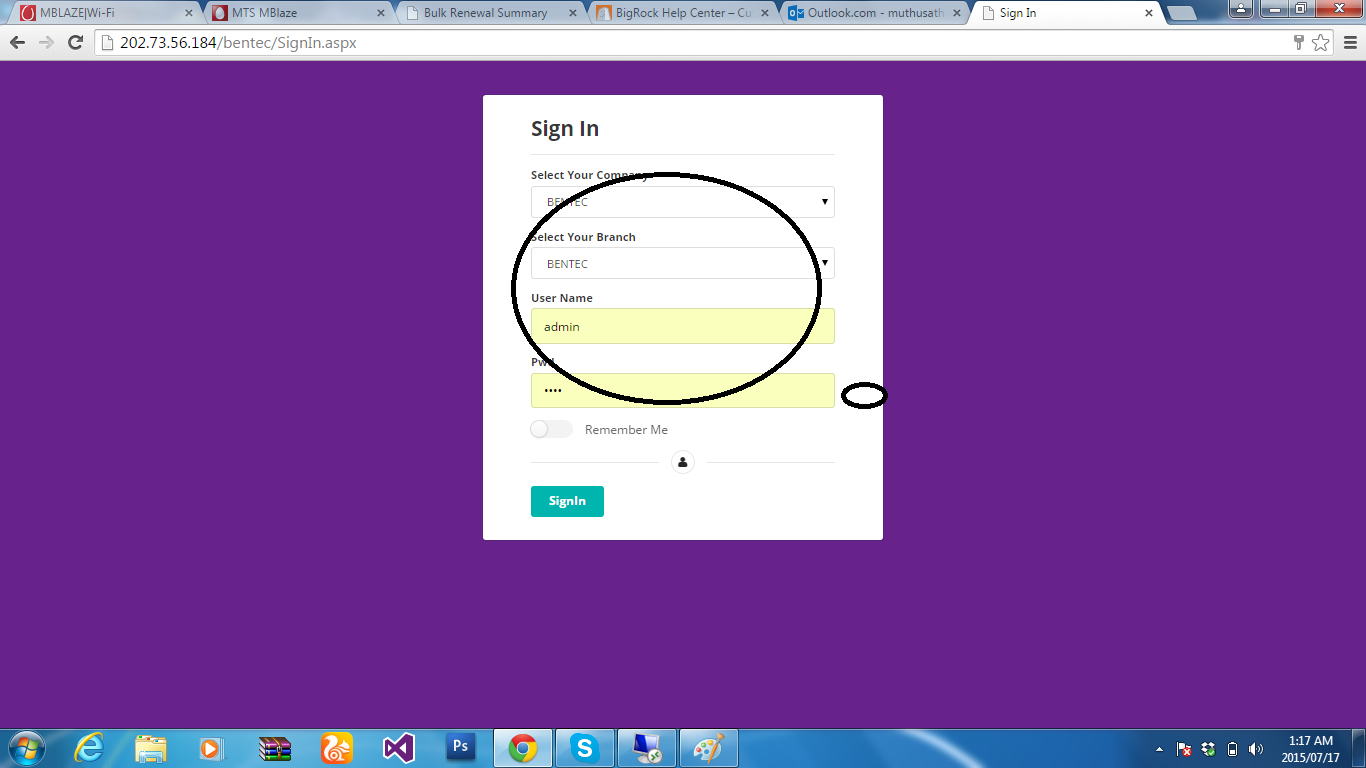 MBLAZE|Wi-Fi
MTS MBlaze
Bulk Renewal Summary
BigRock Help Center – Cu
Outlook.com - muthusath
Sign In
202.73.56.184/bentec/SignIn.aspx
Sign In
Select Your Company
BENTEC
Select Your Branch
BENTEC
User Name
admin
Pwd
••••
Remember Me
SignIn
Ps
1:17 AM
2015/07/17